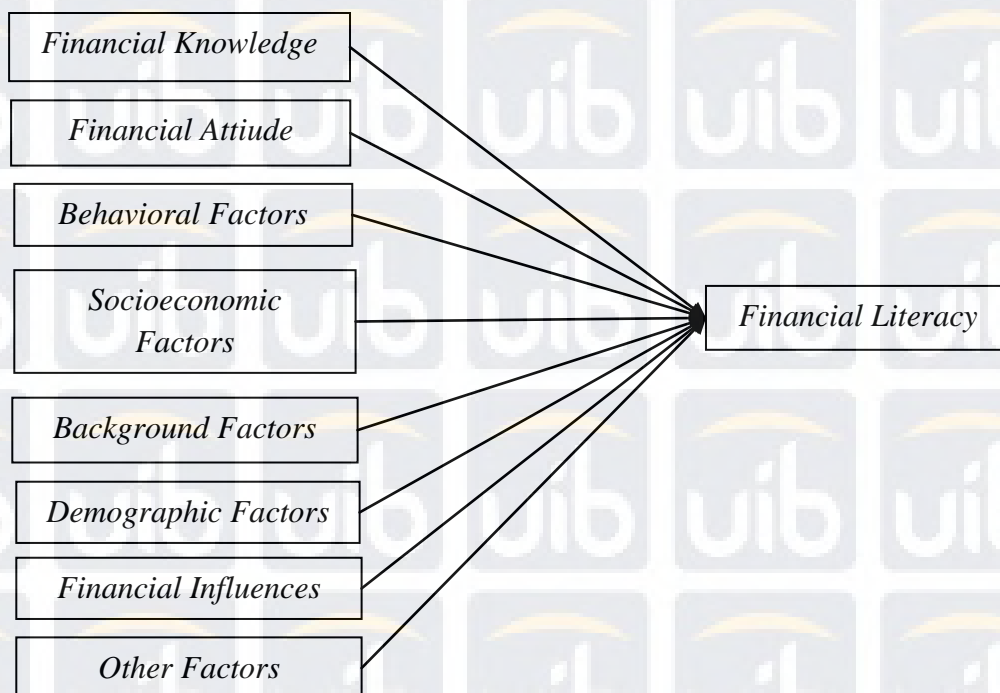 Financial Knowledge
Financial Attiude
Behavioral Factors
Socioeconomic
Factors
Background Factors
Demographic Factors
Financial Influences
Other Factors
Financial Literacy
uib